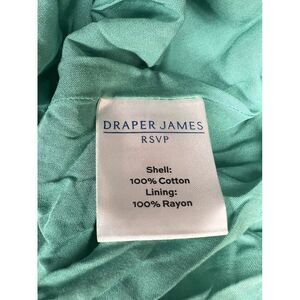 DRAPER JAMES
RSVP
Shell:
100% Cotton
Lining:
100% Rayon